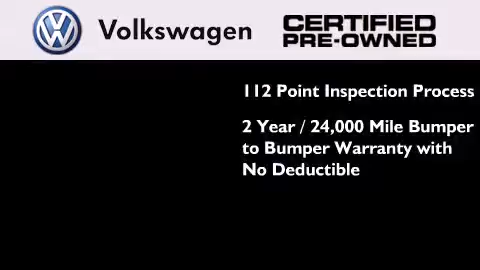 Volkswagen
CERTIFIED
PRE-OWNED
112 Point Inspection Process
2 Year / 24,000 Mile Bumper
to Bumper Warranty with
No Deductible